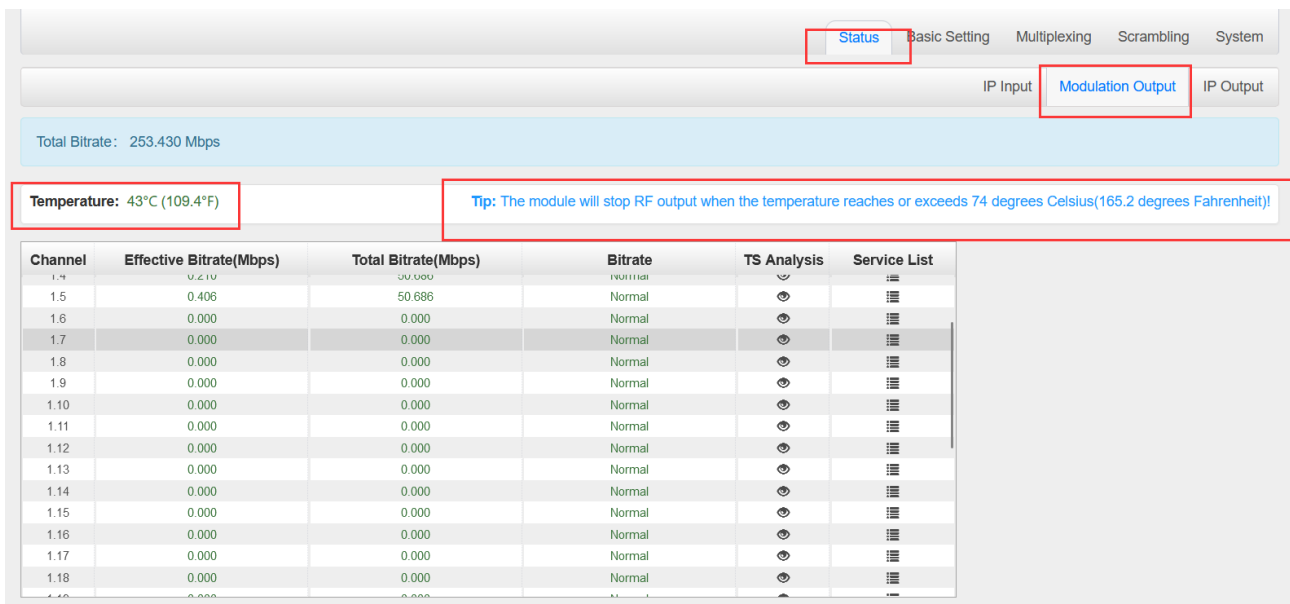 Status Basic Setting Multiplexing Scrambling System
IP Input Modulation Output IP Output
Total Bitrate: 253.430 Mbps
Temperature: 43°C (109.4°F) Tip: The module will stop RF output when the temperature reaches or exceeds 74 degrees Celsius(165.2 degrees Fahrenheit)!
Channel Effective Bitrate(Mbps) Total Bitrate(Mbps) Bitrate TS Analysis Service List
1.4 0.210 50.686 Normal
1.5 0.406 50.686 Normal
1.6 0.000 0.000 Normal
1.7 0.000 0.000 Normal
1.8 0.000 0.000 Normal
1.9 0.000 0.000 Normal
1.10 0.000 0.000 Normal
1.11 0.000 0.000 Normal
1.12 0.000 0.000 Normal
1.13 0.000 0.000 Normal
1.14 0.000 0.000 Normal
1.15 0.000 0.000 Normal
1.16 0.000 0.000 Normal
1.17 0.000 0.000 Normal
1.18 0.000 0.000 Normal